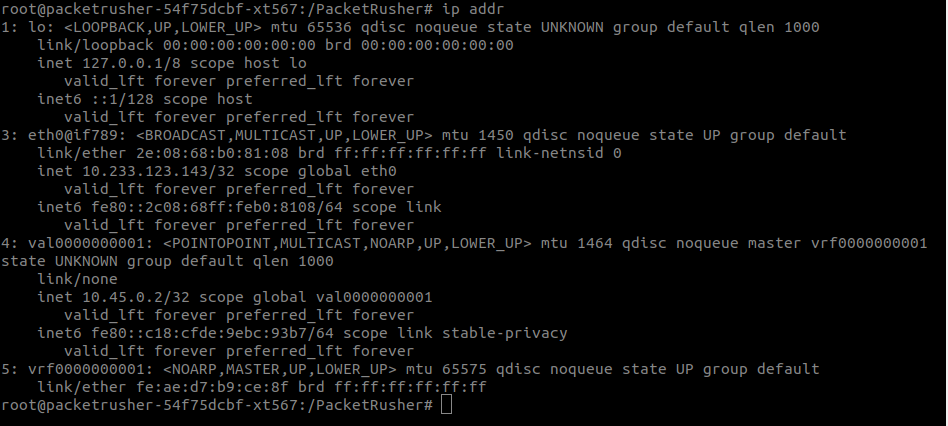 root@packetrusher-54f75dcbf-xt567:/PacketRusher# ip addr
1: lo: <LOOPBACK,UP,LOWER_UP> mtu 65536 qdisc noqueue state UNKNOWN group default qlen 1000
    link/loopback 00:00:00:00:00:00 brd 00:00:00:00:00:00
    inet 127.0.0.1/8 scope host lo
       valid_lft forever preferred_lft forever
    inet6 ::1/128 scope host
       valid_lft forever preferred_lft forever
3: eth0@if789: <BROADCAST,MULTICAST,UP,LOWER_UP> mtu 1450 qdisc noqueue state UP group default
    link/ether 2e:08:68:b0:81:08 brd ff:ff:ff:ff:ff:ff link-netnsid 0
    inet 10.233.123.143/32 scope global eth0
       valid_lft forever preferred_lft forever
    inet6 fe80::2c08:68ff:feb0:8108/64 scope link
       valid_lft forever preferred_lft forever
4: val0000000001: <POINTOPOINT,MULTICAST,NOARP,UP,LOWER_UP> mtu 1464 qdisc noqueue master vrf0000000001
state UNKNOWN group default qlen 1000
    link/none
    inet 10.45.0.2/32 scope global val0000000001
       valid_lft forever preferred_lft forever
    inet6 fe80::c18:cfde:9ebc:93b7/64 scope link stable-privacy
       valid_lft forever preferred_lft forever
5: vrf0000000001: <NOARP,MASTER,UP,LOWER_UP> mtu 65575 qdisc noqueue state UP group default
    link/ether fe:ae:d7:b9:ce:8f brd ff:ff:ff:ff:ff:ff
root@packetrusher-54f75dcbf-xt567:/PacketRusher#